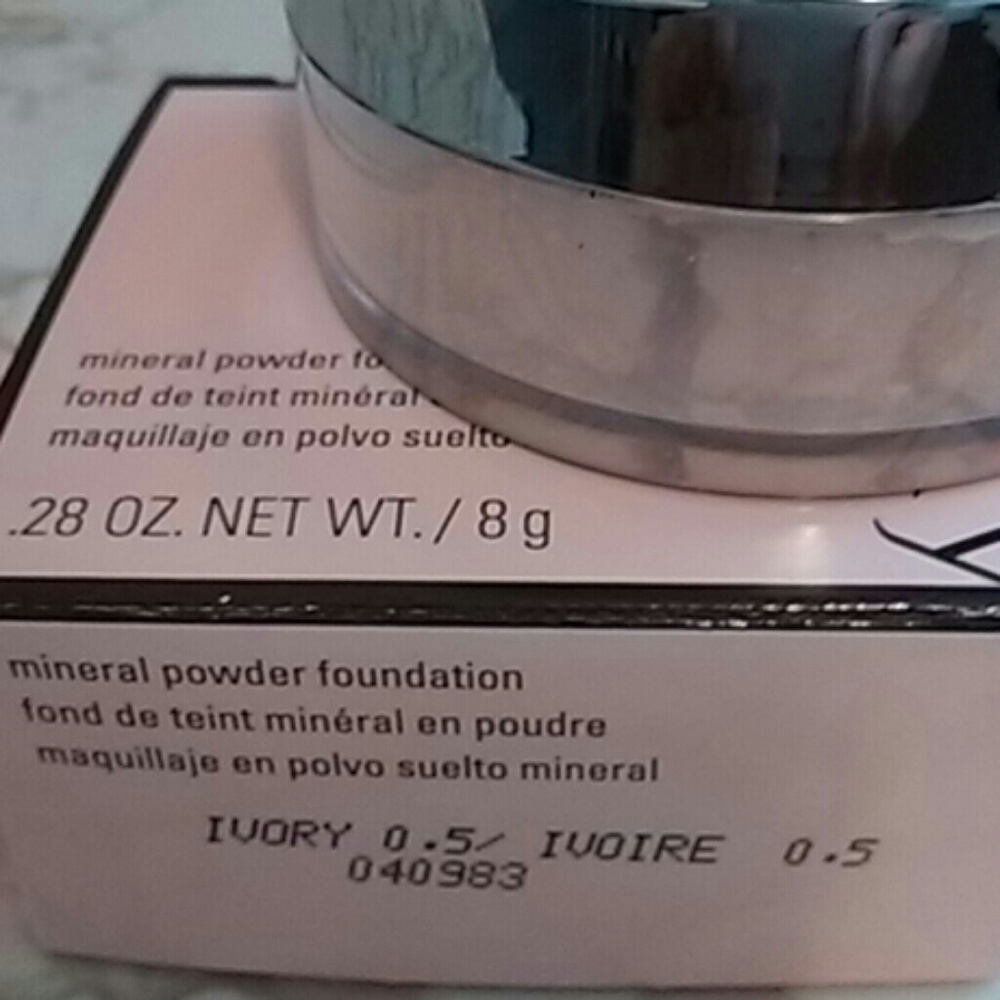 mineral powder
fond de teint minéral
maquillaje en polvo suelto
.28 OZ. NET WT. / 8 g
mineral powder foundation
fond de teint minéral en poudre
maquillaje en polvo suelto mineral
IVORY 0.5/ IVOIRE 0.5
040983